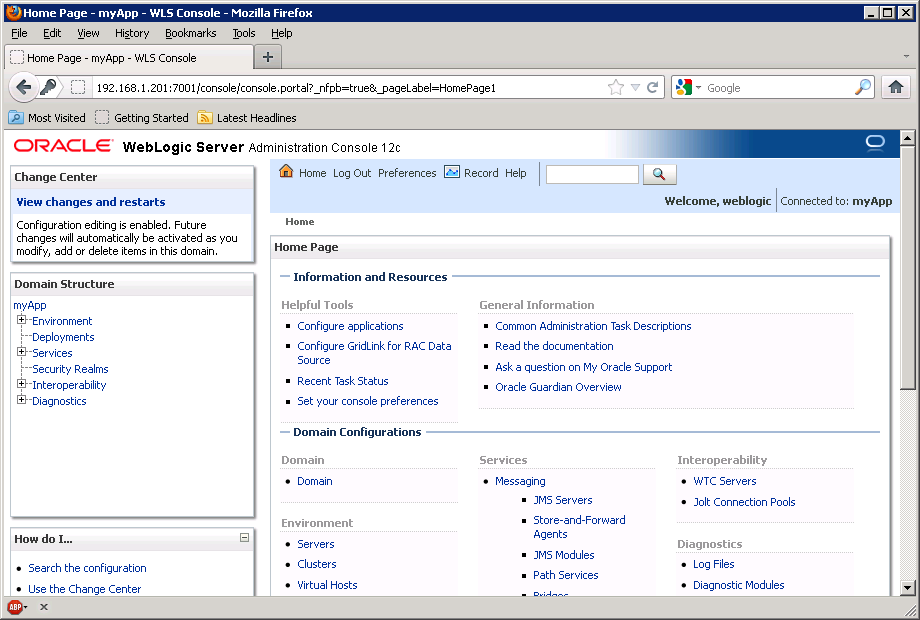 Home Page - myApp - WLS Console - Mozilla Firefox
File Edit View History Bookmarks Tools Help
Home Page - myApp - WLS Console
192.168.1.201:7001/console/console.portal?_nfpb=true&_pageLabel=HomePage1
Google
Most Visited Getting Started Latest Headlines
ORACLE WebLogic Server Administration Console 12c
Change Center
View changes and restarts
Configuration editing is enabled. Future
changes will automatically be activated as you
modify, add or delete items in this domain.
Domain Structure
myApp
Environment
Deployments
Services
Security Realms
Interoperability
Diagnostics
How do I...
Search the configuration
Use the Change Center
Home Log Out Preferences Record Help
Welcome, weblogic Connected to: myApp
Home
Home Page
Information and Resources
Helpful Tools
Configure applications
Configure GridLink for RAC Data
Source
Recent Task Status
Set your console preferences
General Information
Common Administration Task Descriptions
Read the documentation
Ask a question on My Oracle Support
Oracle Guardian Overview
Domain Configurations
Domain
Domain
Environment
Servers
Clusters
Virtual Hosts
Services
Messaging
JMS Servers
Store-and-Forward
Agents
JMS Modules
Path Services
Bridges
Interoperability
WTC Servers
Jolt Connection Pools
Diagnostics
Log Files
Diagnostic Modules
ABP